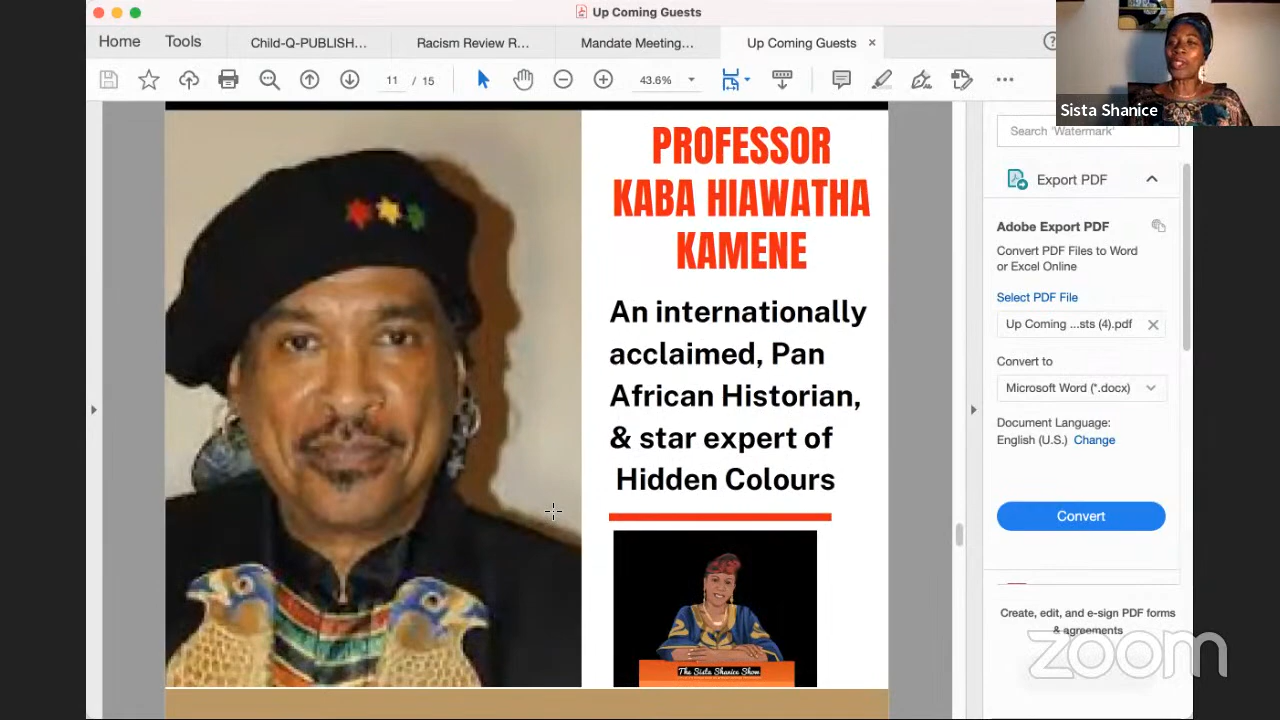 Up Coming Guests
Home
Tools
Child-Q-PUBLISH...
Racism Review R...
Mandate Meeting,...
Up Coming Guests
11 / 15
43.6%
Sista Shanice
Search 'Watermark'
Export PDF
Adobe Export PDF
Convert PDF Files to Word
or Excel Online
Select PDF File
Up Coming ...sts (4).pdf
Convert to
Microsoft Word (*.docx)
Document Language:
English (U.S.) Change
Convert
Create, edit, and e-sign PDF forms
& agreements
zoom
PROFESSOR
KABA HIAWATHA
KAMENE
An internationally
acclaimed, Pan
African Historian,
& star expert of
Hidden Colours
The Sista Shanice Show